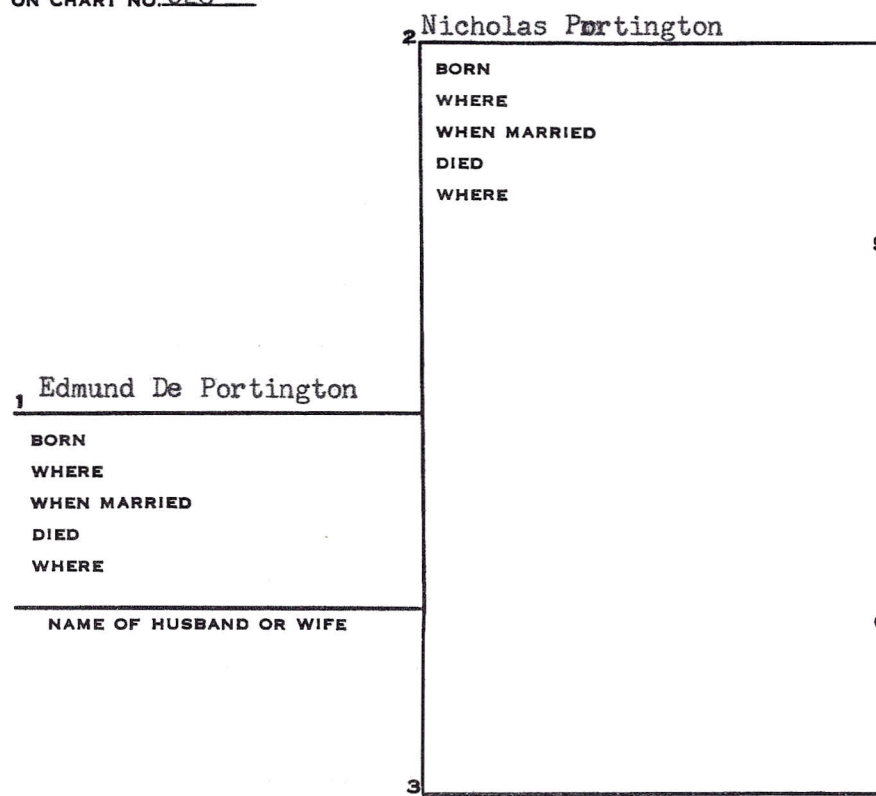 ON CHART NO.
2 Nicholas Portington
BORN
WHERE
WHEN MARRIED
DIED
WHERE
1 Edmund De Portington
BORN
WHERE
WHEN MARRIED
DIED
WHERE
NAME OF HUSBAND OR WIFE
3